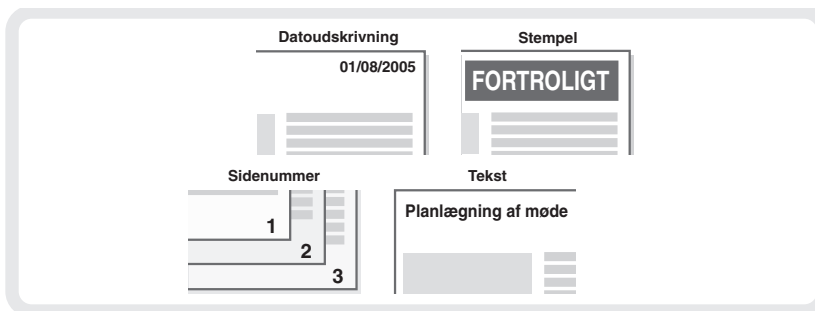 Datoudskrivning
01/08/2005
Stempel
FORTROLIGT
Sidenummer
1
2
3
Tekst
Planlægning af møde